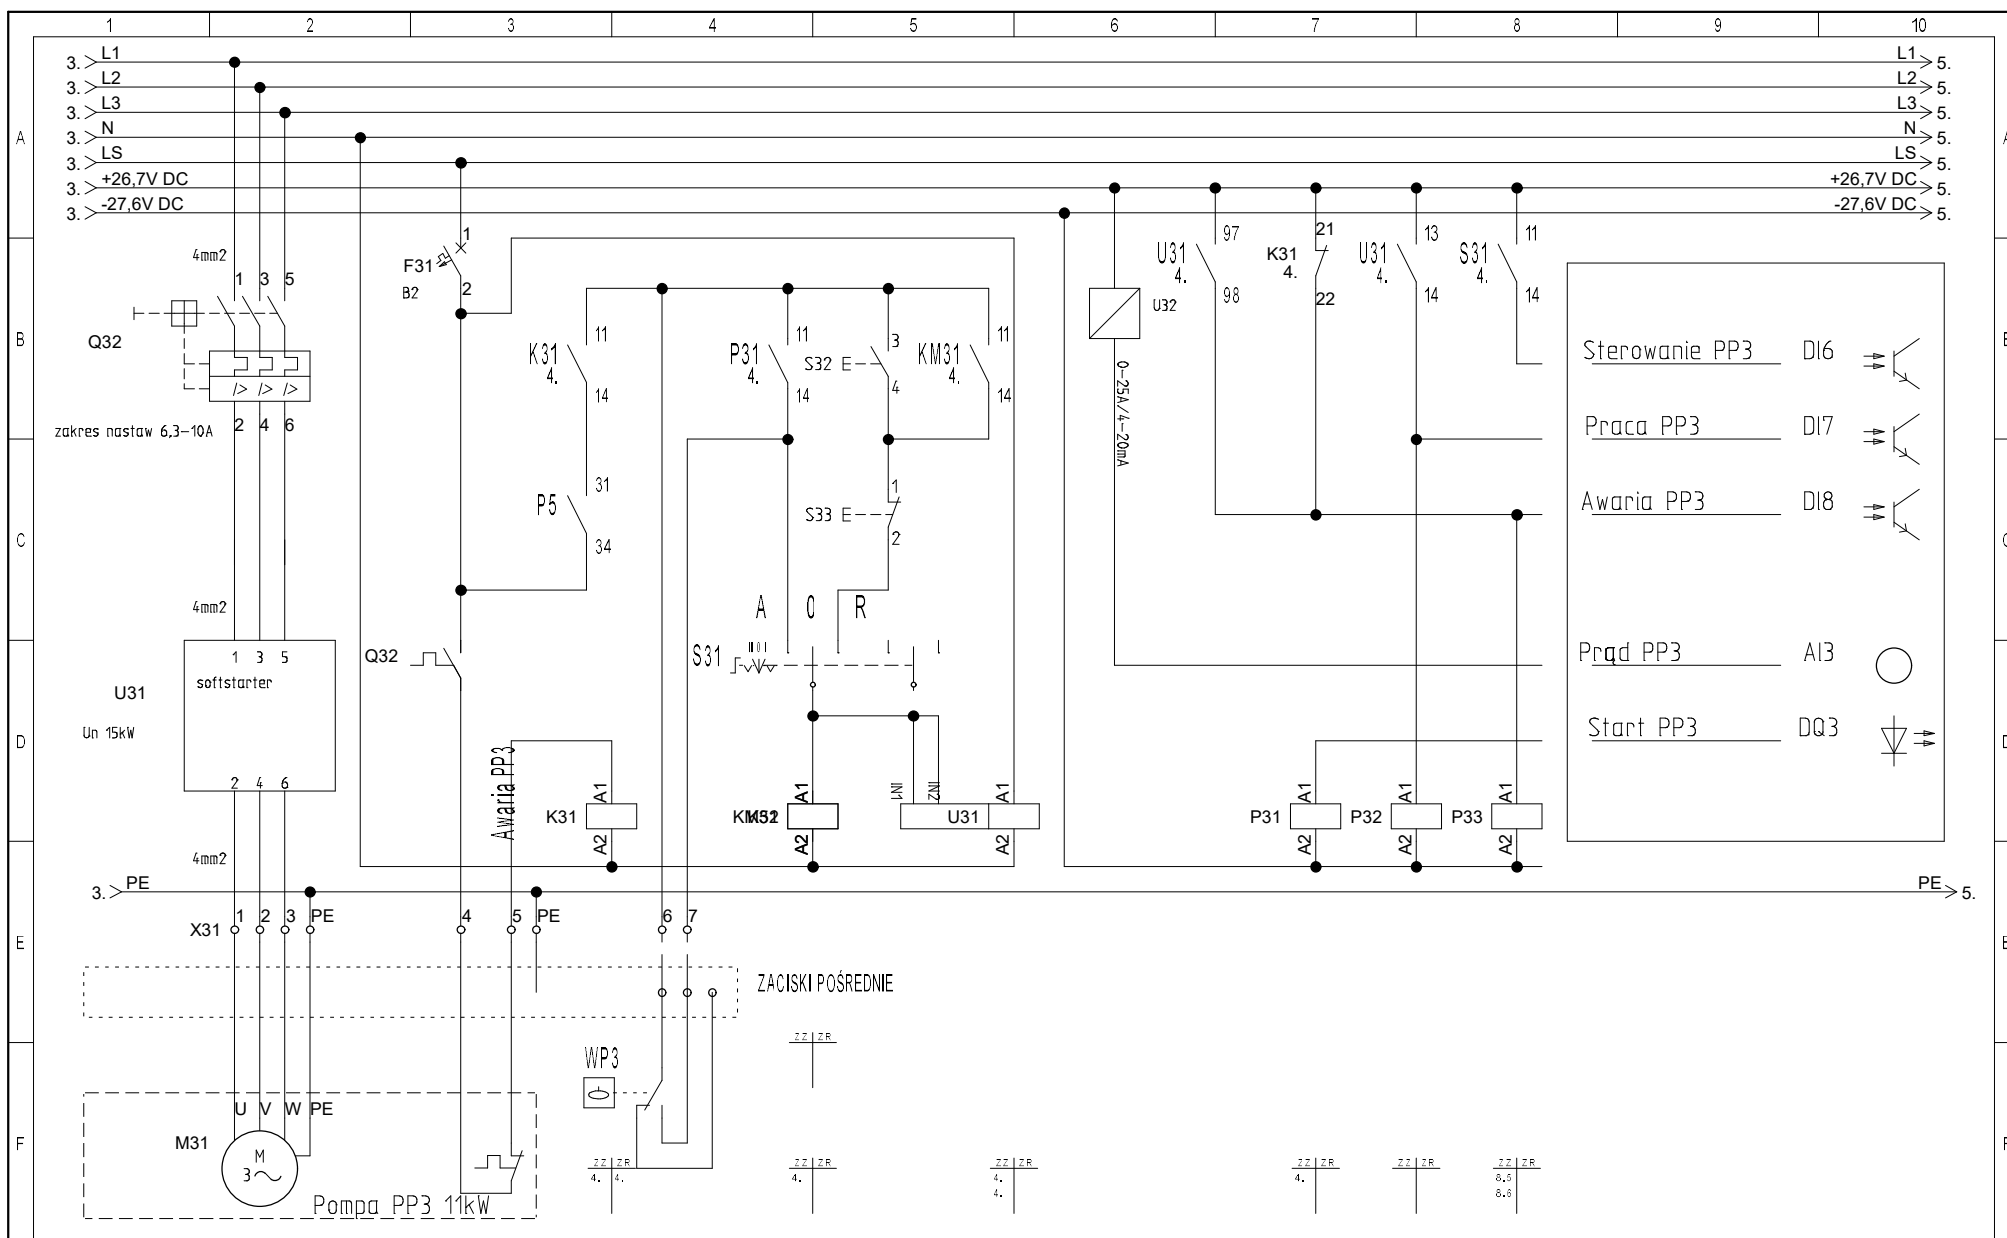 1 2 3 4 5 6 7 8 9 10
3. L1 L1 5.
3. L2 L2 5.
3. L3 L3 5.
A 3. N N 5.
3. LS LS 5.
3. +26,7V DC +26,7V DC 5.
3. -27,6V DC -27,6V DC 5.
4mm2
1 3 5
Q32
zakres nastaw 6,3-10A
/> /> />
2 4 6
B
F31
B2
1
2
K31
4.
11
14
P31
4.
11
14
S32 E
3
4
KM31
4.
11
14
U32
0-25A/4-20mA
U31
4.
97
98
K31
4.
21
22
U31
4.
13
14
S31
4.
11
14
Sterowanie PP3 DI6
Praca PP3 DI7
Awaria PP3 DI8
Prąd PP3 AI3
Start PP3 DQ3
C
P5
31
34
S33 E
1
2
A 0 R
S31
4mm2
1 3 5
softstarter
U31
Un 15kW
2 4 6
D
Q32
Awaria PP3
K31 A1 A2
A1 A2
IN1 IN2
U31 A1 A2
P31 A1 A2
P32 A1 A2
P33 A1 A2
4mm2
3. PE PE 5.
E
X31 1 2 3 PE 4 5 PE 6 7
ZACISKI POŚREDNIE
ZZ ZR
WP3
F
U V W PE
M31
M
3
Pompa PP3 11kW
ZZ ZR
4. 4.
ZZ ZR
4.
ZZ ZR
4.
4.
ZZ ZR
4.
ZZ ZR
ZZ ZR
8.5
8.6